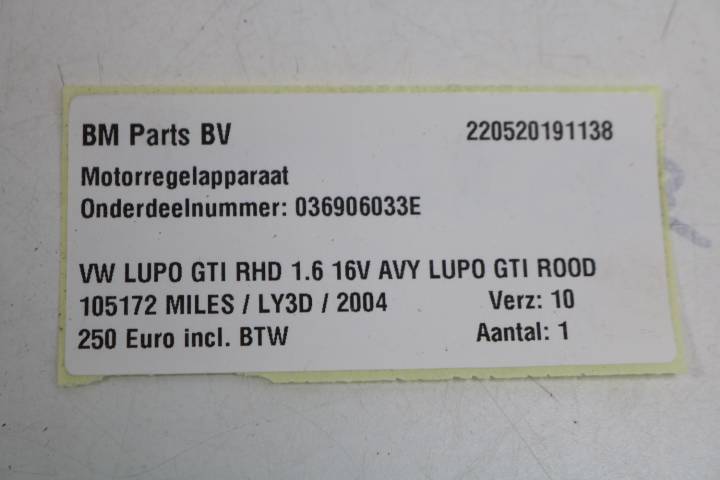 BM Parts BV 220520191138
Motorregelapparaat
Onderdeelnummer: 036906033E
VW LUPO GTI RHD 1.6 16V AVY LUPO GTI ROOD
105172 MILES / LY3D / 2004 Verz: 10
250 Euro incl. BTW Aantal: 1